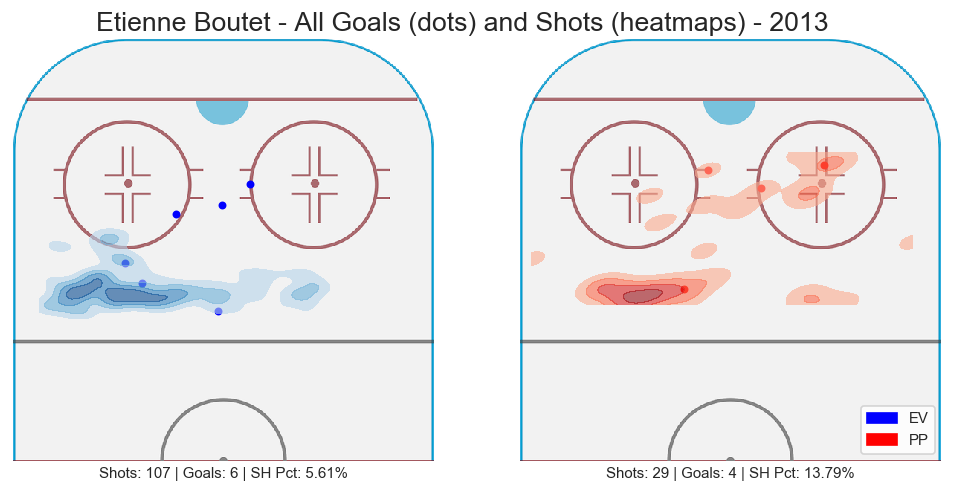 Etienne Boutet - All Goals (dots) and Shots (heatmaps) - 2013
EV
PP
Shots: 107 | Goals: 6 | SH Pct: 5.61%
Shots: 29 | Goals: 4 | SH Pct: 13.79%